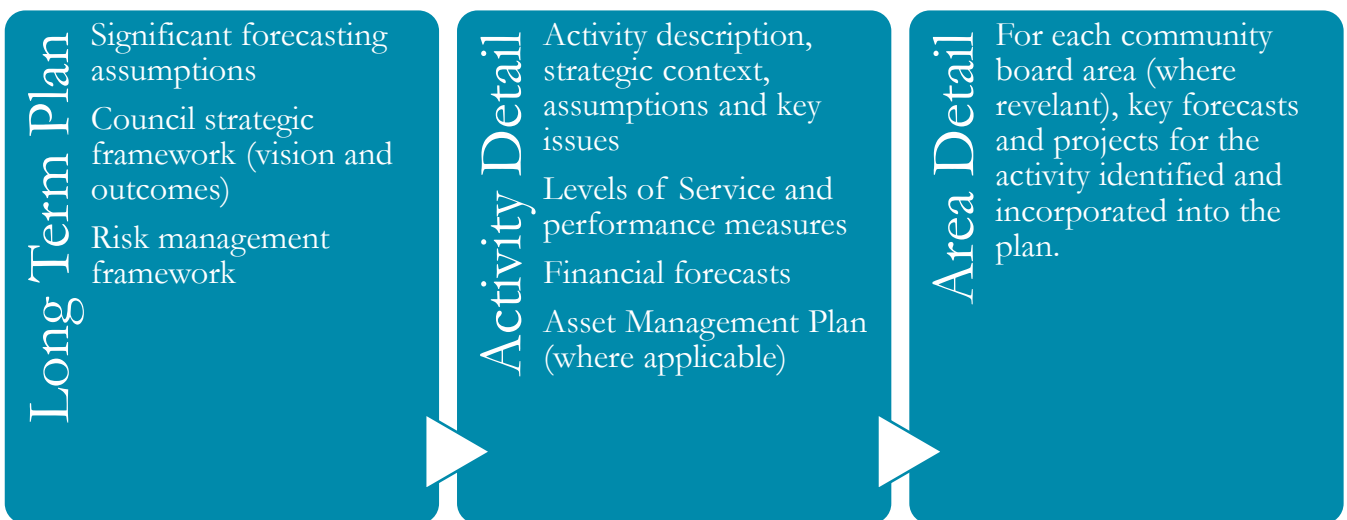 Long Term Plan
Significant forecasting
assumptions
Council strategic
framework (vision and
outcomes)
Risk management
framework
Activity Detail
Activity description,
strategic context,
assumptions and key
issues
Levels of Service and
performance measures
Financial forecasts
Asset Management Plan
(where applicable)
Area Detail
For each community
board area (where
revelant), key forecasts
and projects for the
activity identified and
incorporated into the
plan.